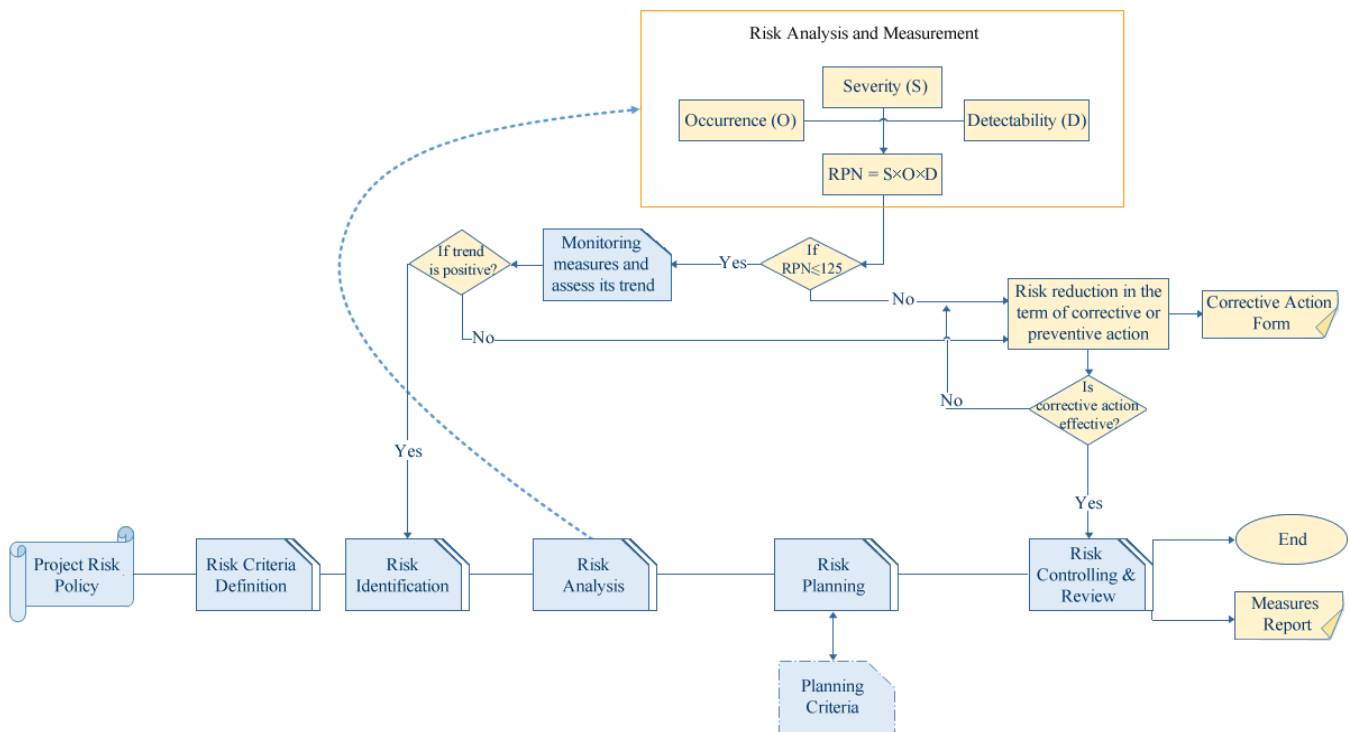 Risk Analysis and Measurement
Severity (S)
Occurrence (O)
Detectability (D)
RPN = S×O×D
If trend
is positive?
Monitoring
measures and
assess its trend
Yes
If
RPN⩽125
No
Risk reduction in the
term of corrective or
preventive action
Corrective Action
Form
No
Is
corrective action
effective?
No
Yes
Yes
Project Risk
Policy
Risk Criteria
Definition
Risk
Identification
Risk
Analysis
Risk
Planning
Risk
Controlling &
Review
End
Measures
Report
Planning
Criteria